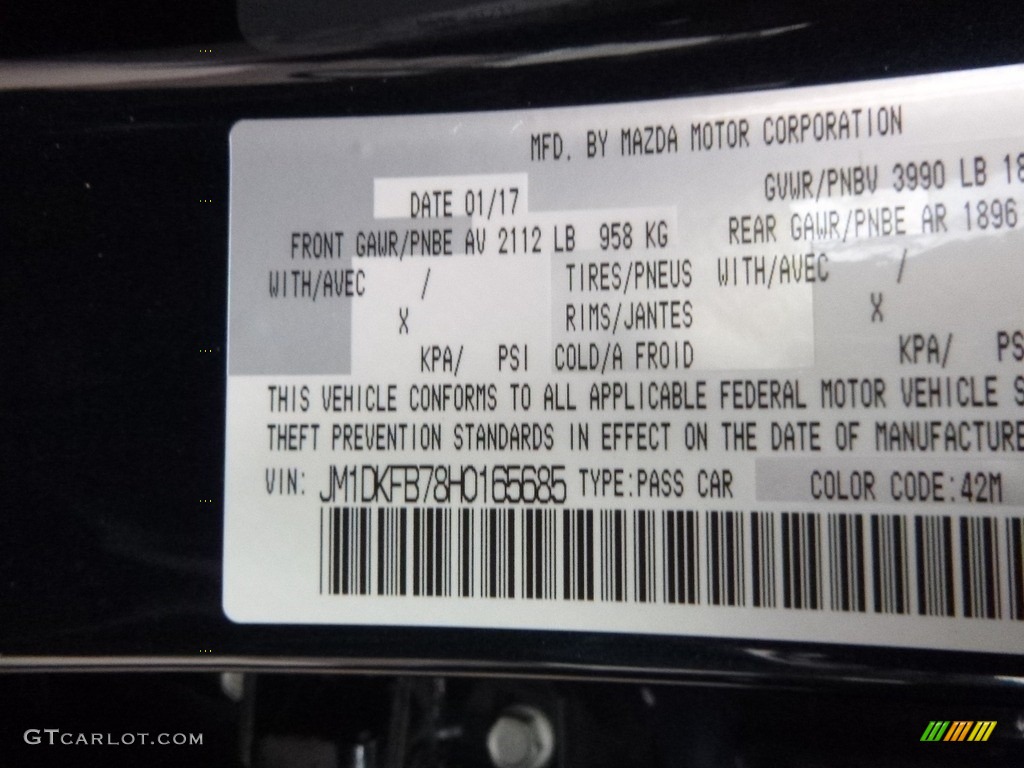 MFD. BY MAZDA MOTOR CORPORATION
DATE 01/17 GVWR/PNBV 3990 LB 18
FRONT GAWR/PNBE AV 2112 LB 958 KG REAR GAWR/PNBE AR 1896
WITH/AVEC / TIRES/PNEUS WITH/AVEC /
X RIMS/JANTES X
KPA/ PSI COLD/A FROID KPA/ PS
THIS VEHICLE CONFORMS TO ALL APPLICABLE FEDERAL MOTOR VEHICLE S
THEFT PREVENTION STANDARDS IN EFFECT ON THE DATE OF MANUFACTURE
VIN: JM1DKFB78H0165685 TYPE:PASS CAR COLOR CODE:42M
GTCARLOT.COM